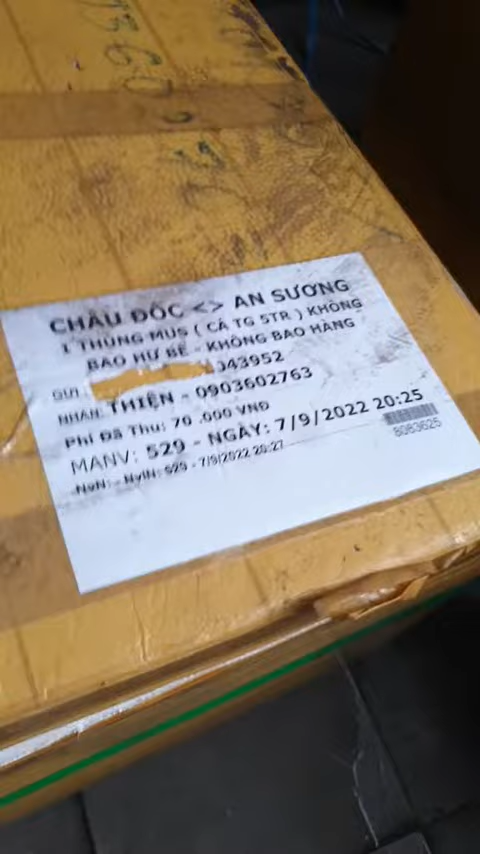 CHÂU ĐỐC <> AN SƯƠNG
1 THÙNG MUS ( CÁ TG 5TR ) KHÔNG
BAO HƯ BỂ - KHÔNG BAO HÀNG
GỬI 043952
NHẬN: THIỆN - 0903602763
Phí Đã Thu: 70 .000 VNĐ
MANV: 529 - NGÀY: 7/9/2022 20:25
NvN: - NvIN: 529 - 7/9/2022 20:27
8083625